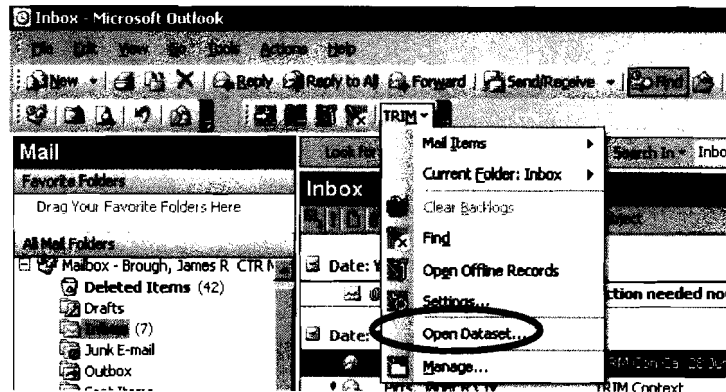 Inbox - Microsoft Outlook
File Edit View Go Tools Actions Help
New Reply Reply to All Forward Send/Receive Find
TRIM
Mail
Look for
Search In Inbo
Favorite Folders
Drag Your Favorite Folders Here
All Mail Folders
Mailbox - Brough, James R CTR
Deleted Items (42)
Drafts
(7)
Junk E-mail
Outbox
Sent Items
Inbox
Date:
Date:
Mail Items
Current Folder: Inbox
Clear Backlogs
Find
Open Offline Records
Settings...
Open Dataset...
Manage...
ction needed no
TRIM Context